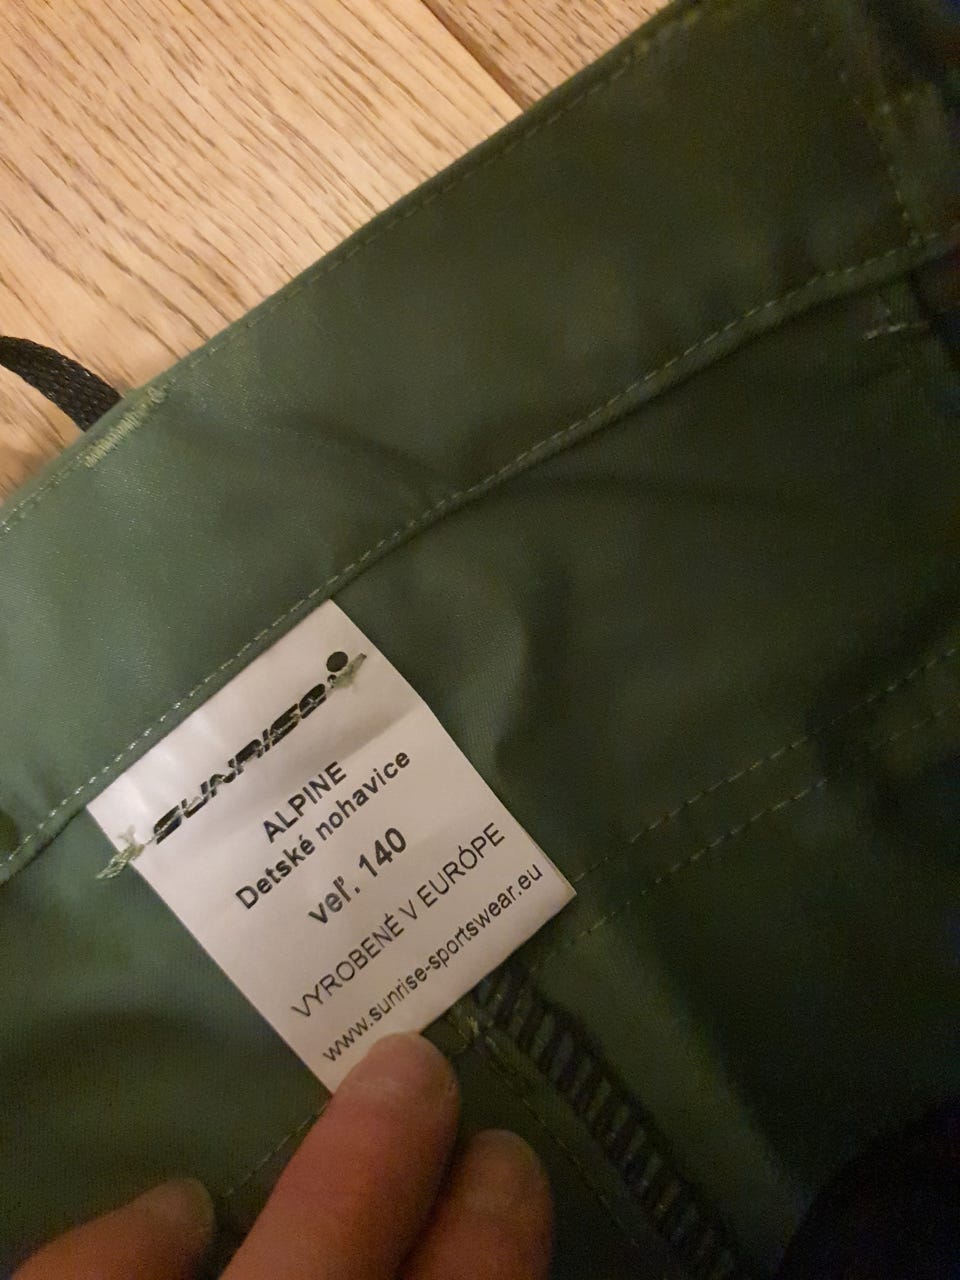 SUNRISE
ALPINE
Detské nohavice
veľ. 140
VYROBENÉ V EURÓPE
www.sunrise-sportswear.eu